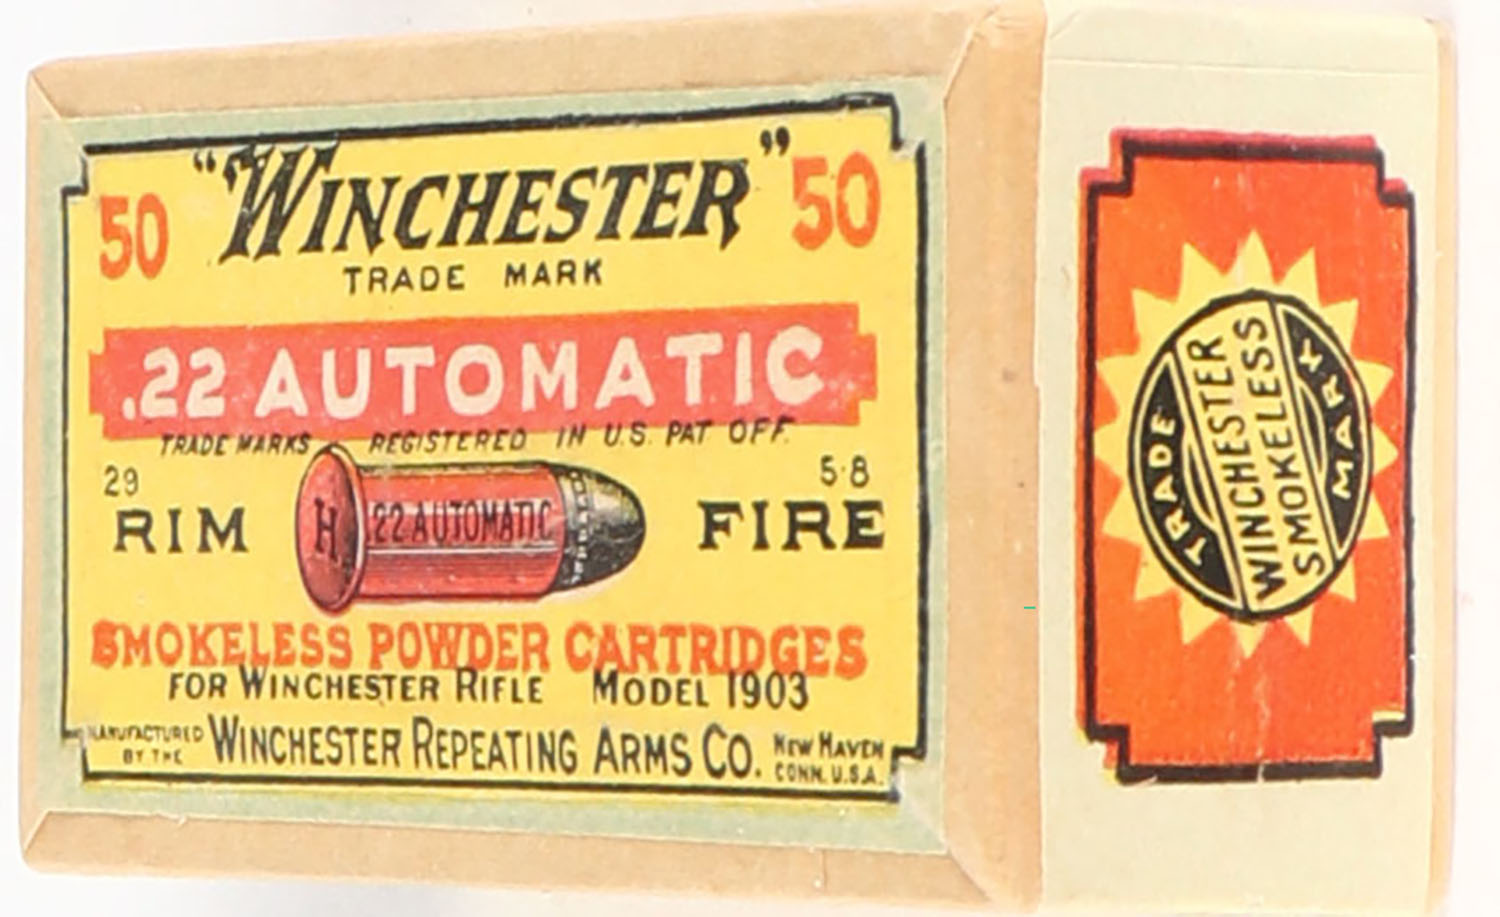 50 "WINCHESTER" 50
TRADE MARK
.22 AUTOMATIC
TRADE MARKS REGISTERED IN U.S. PAT OFF.
29 5·8
RIM FIRE
H .22 AUTOMATIC
SMOKELESS POWDER CARTRIDGES
FOR WINCHESTER RIFLE MODEL 1903
MANUFACTURED BY THE WINCHESTER REPEATING ARMS CO. NEW HAVEN CONN. U.S.A.
TRADE
WINCHESTER
SMOKELESS
MARK